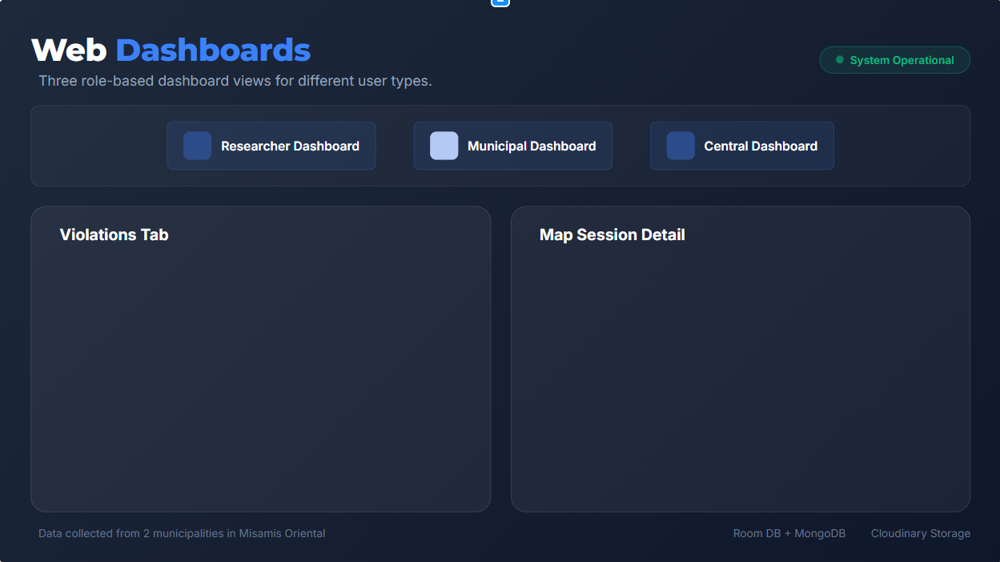 Web Dashboards
System Operational
Three role-based dashboard views for different user types.
Researcher Dashboard
Municipal Dashboard
Central Dashboard
Violations Tab
Map Session Detail
Data collected from 2 municipalities in Misamis Oriental
Room DB + MongoDB
Cloudinary Storage